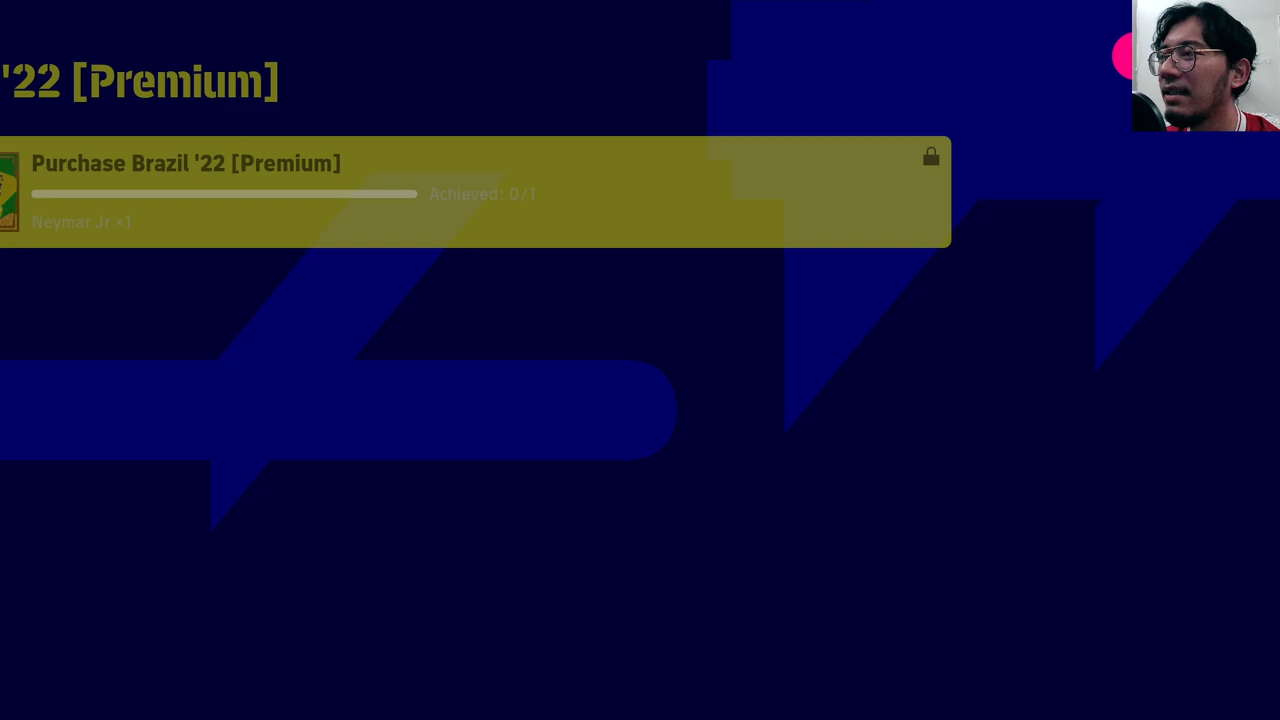 '22 [Premium]
Purchase Brazil '22 [Premium]
Achieved: 0/1
Neymar Jr ×1